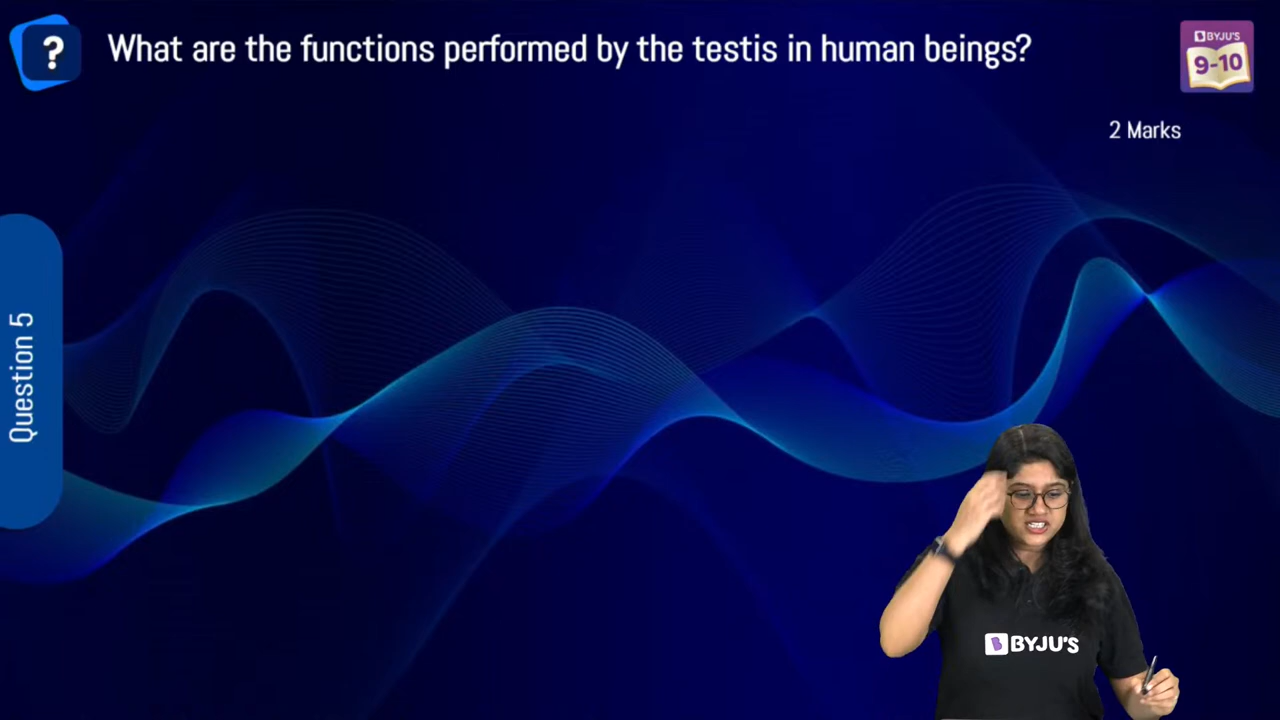 ?
What are the functions performed by the testis in human beings?
BYJU'S
9-10
2 Marks
Question 5
BYJU'S